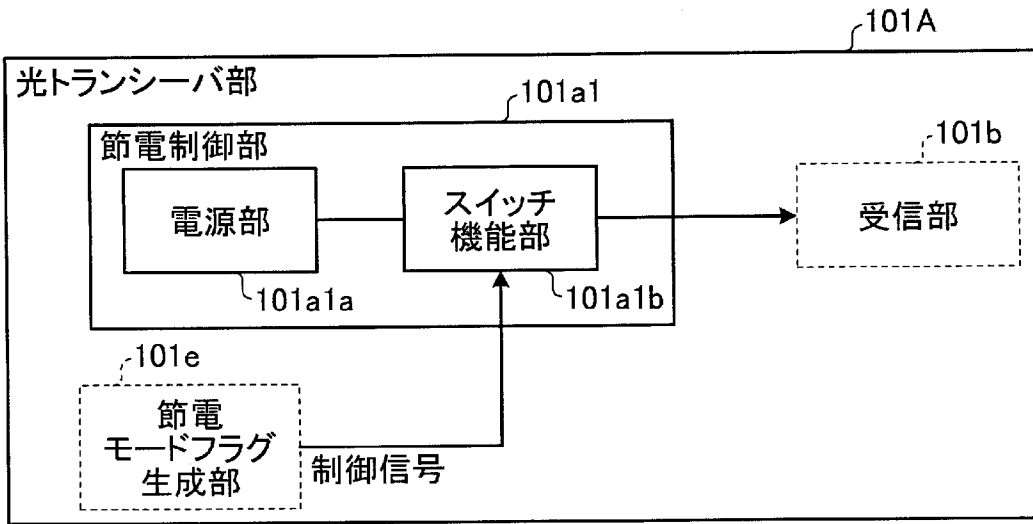 101A
光トランシーバ部
101a1
節電制御部
101b
電源部
スイッチ
機能部
受信部
101a1a
101a1b
101e
節電
モードフラグ
生成部
制御信号